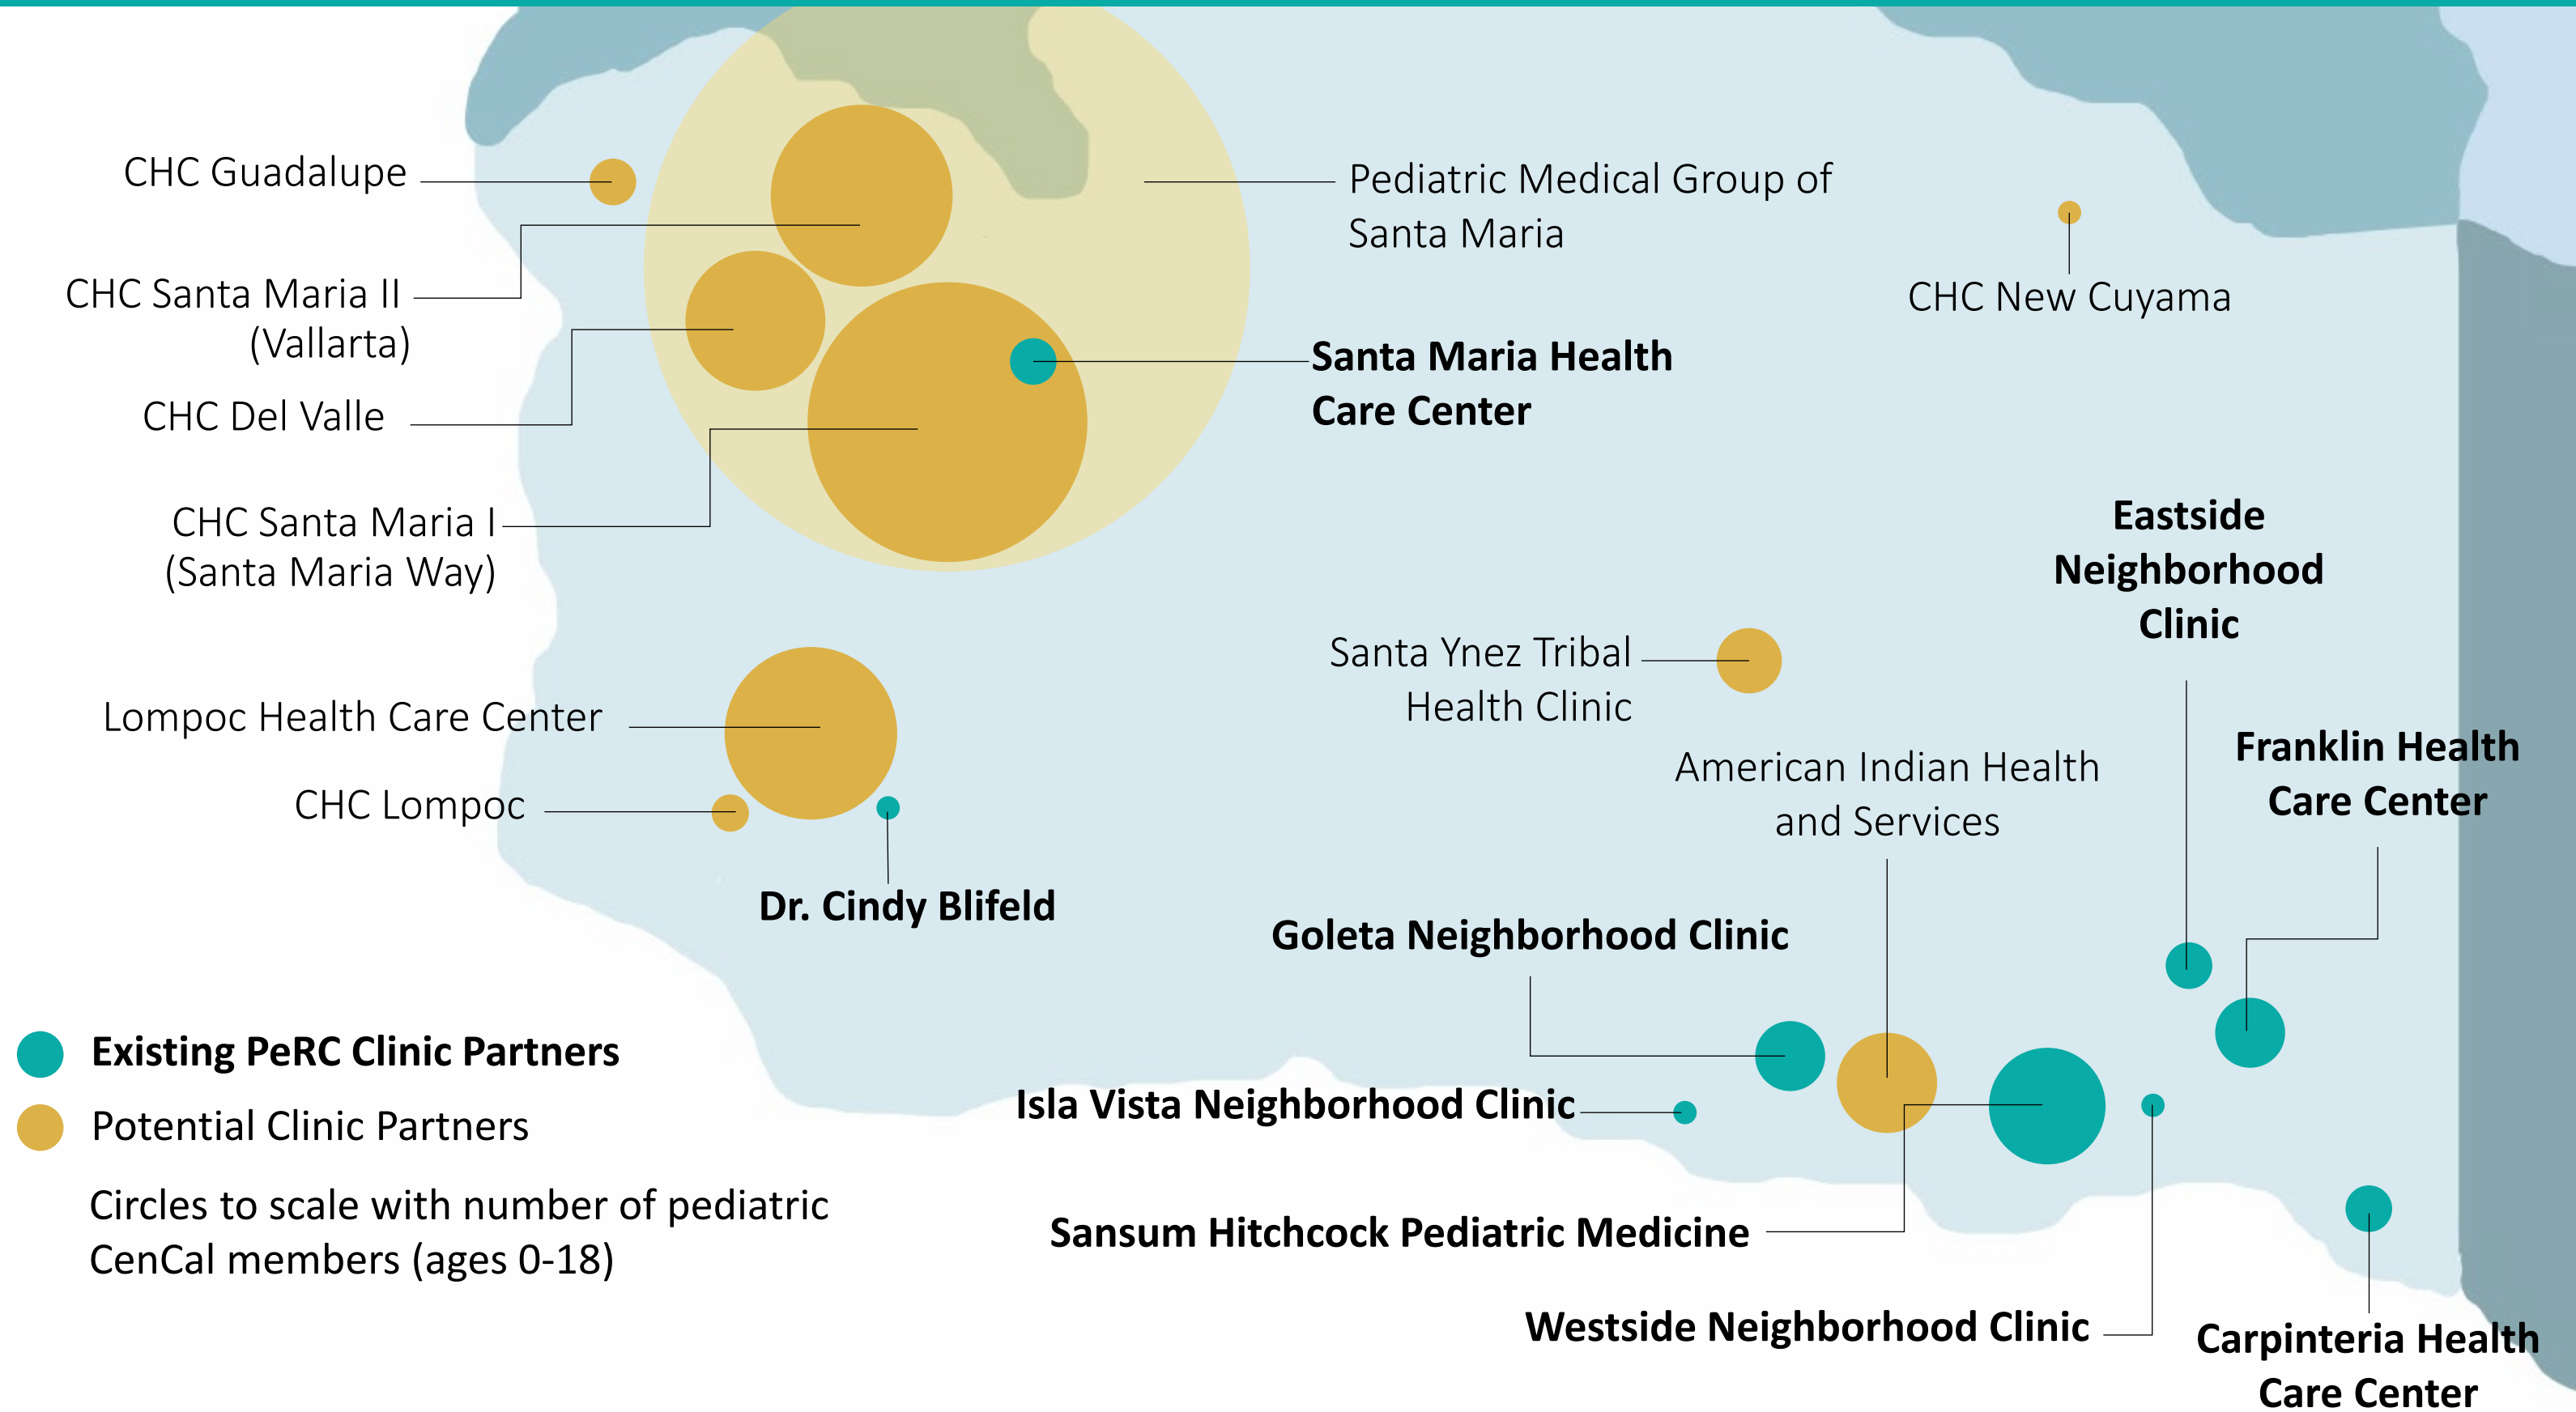 CHC Guadalupe
Pediatric Medical Group of
Santa Maria
CHC Santa Maria II
(Vallarta)
CHC New Cuyama
CHC Del Valle
Santa Maria Health
Care Center
CHC Santa Maria I
(Santa Maria Way)
Eastside
Neighborhood
Clinic
Santa Ynez Tribal
Health Clinic
Lompoc Health Care Center
Franklin Health
Care Center
American Indian Health
and Services
CHC Lompoc
Dr. Cindy Blifeld
Goleta Neighborhood Clinic
Existing PeRC Clinic Partners
Potential Clinic Partners
Circles to scale with number of pediatric
CenCal members (ages 0-18)
Isla Vista Neighborhood Clinic
Sansum Hitchcock Pediatric Medicine
Westside Neighborhood Clinic
Carpinteria Health
Care Center